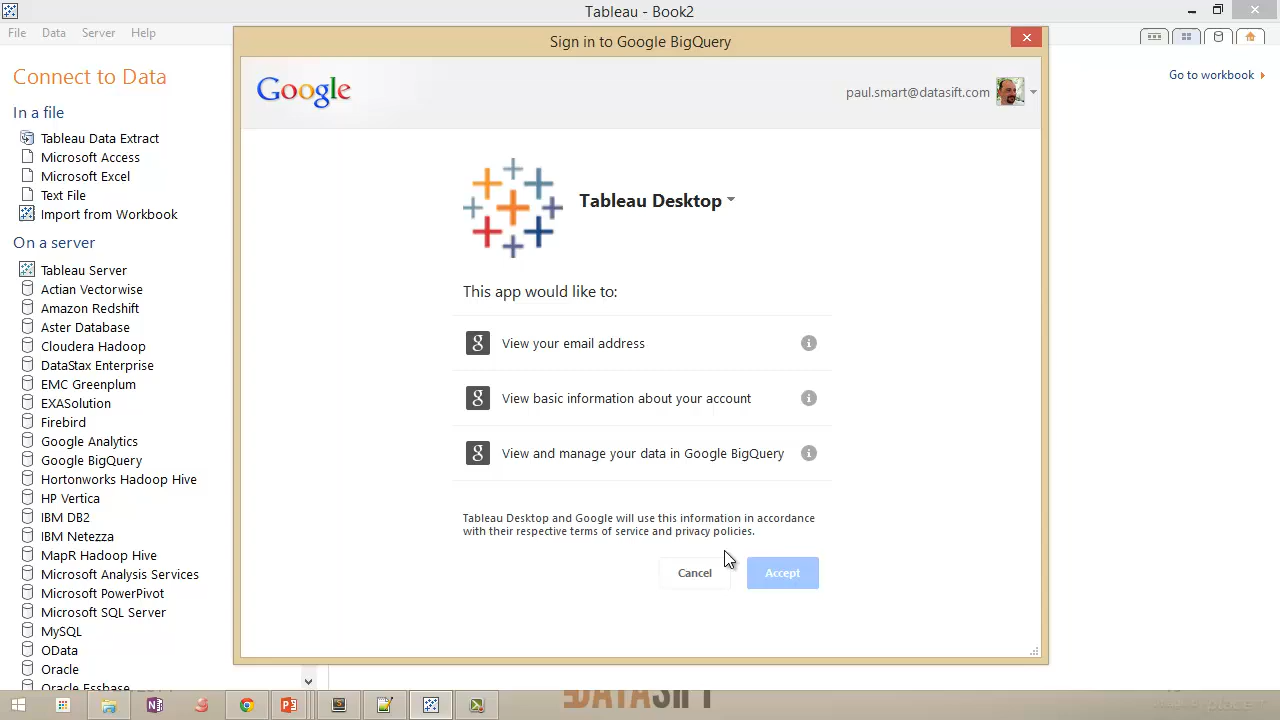 Tableau - Book2
File Data Server Help
Sign in to Google BigQuery
Connect to Data
Go to workbook
In a file
Tableau Data Extract
Microsoft Access
Microsoft Excel
Text File
Import from Workbook
On a server
Tableau Server
Actian Vectorwise
Amazon Redshift
Aster Database
Cloudera Hadoop
DataStax Enterprise
EMC Greenplum
EXASolution
Firebird
Google Analytics
Google BigQuery
Hortonworks Hadoop Hive
HP Vertica
IBM DB2
IBM Netezza
MapR Hadoop Hive
Microsoft Analysis Services
Microsoft PowerPivot
Microsoft SQL Server
MySQL
OData
Oracle
Oracle Essbase
Google
paul.smart@datasift.com
Tableau Desktop
This app would like to:
View your email address
View basic information about your account
View and manage your data in Google BigQuery
Tableau Desktop and Google will use this information in accordance
with their respective terms of service and privacy policies.
Cancel Accept
DATASIFT